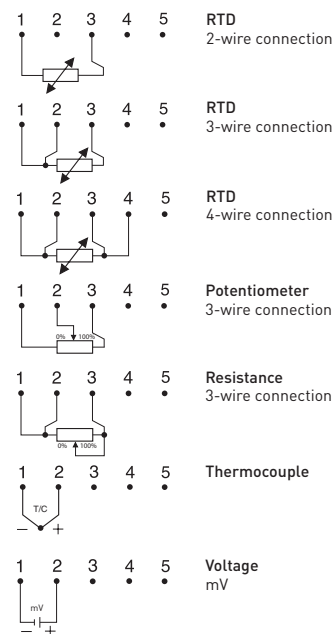 1 2 3 4 5 RTD
2-wire connection
1 2 3 4 5 RTD
3-wire connection
1 2 3 4 5 RTD
4-wire connection
1 2 3 4 5 Potentiometer
3-wire connection
0% 100%
1 2 3 4 5 Resistance
3-wire connection
0% 100%
1 2 3 4 5 Thermocouple
T/C
− +
1 2 3 4 5 Voltage
mV
mV
− +